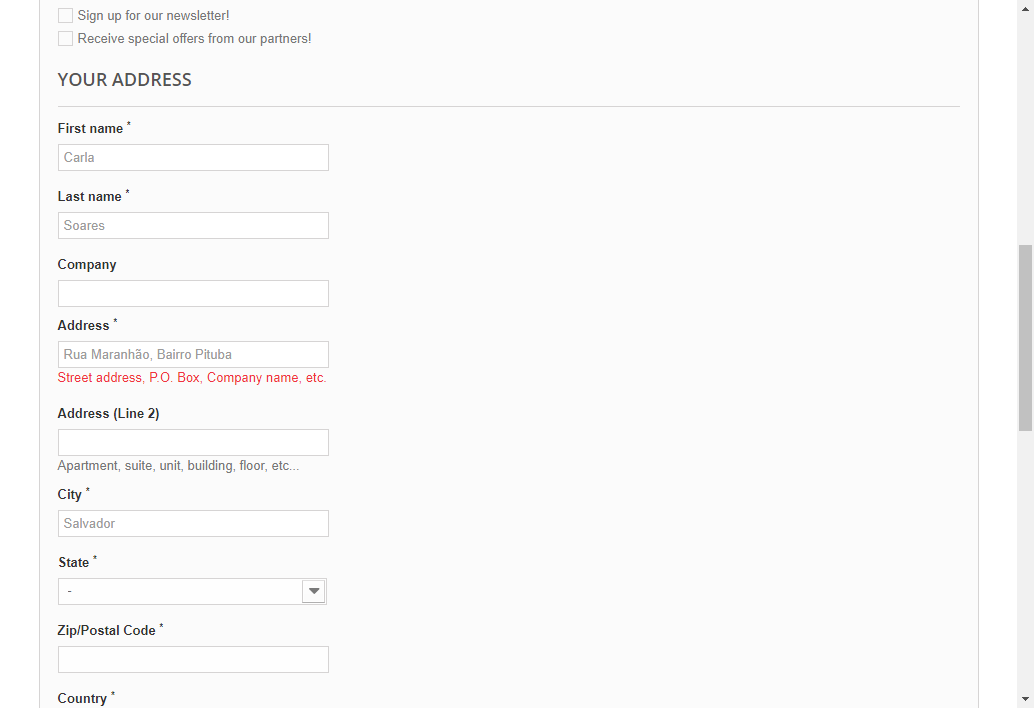 Sign up for our newsletter!
Receive special offers from our partners!
YOUR ADDRESS
First name *
Carla
Last name *
Soares
Company
Address *
Rua Maranhão, Bairro Pituba
Street address, P.O. Box, Company name, etc.
Address (Line 2)
Apartment, suite, unit, building, floor, etc...
City *
Salvador
State *
-
Zip/Postal Code *
Country *